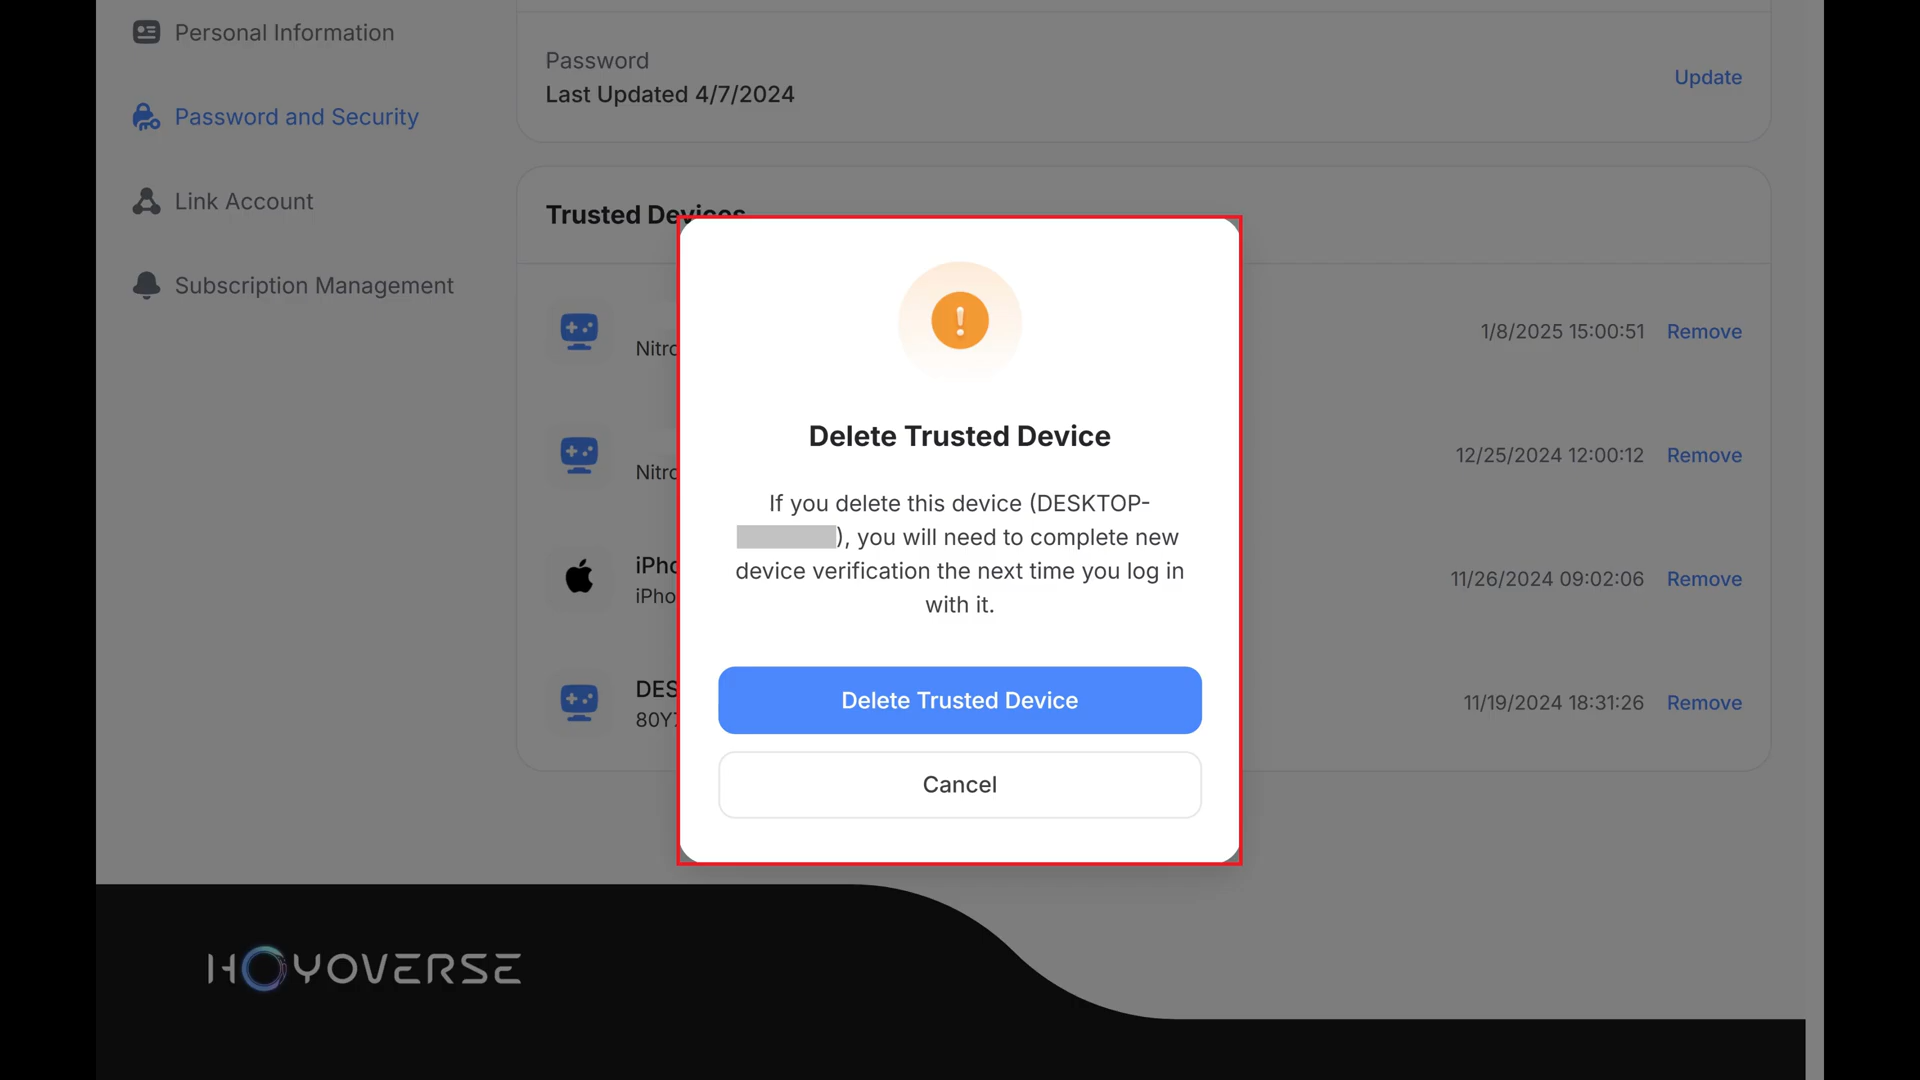 Personal Information
Password
Last Updated 4/7/2024
Update
Password and Security
Link Account
Subscription Management
Trusted Devices
Nitro
1/8/2025 15:00:51 Remove
Nitro
12/25/2024 12:00:12 Remove
iPho
iPho
11/26/2024 09:02:06 Remove
DES
80Y
11/19/2024 18:31:26 Remove
Delete Trusted Device
If you delete this device (DESKTOP-
), you will need to complete new
device verification the next time you log in
with it.
Delete Trusted Device
Cancel
HOYOVERSE